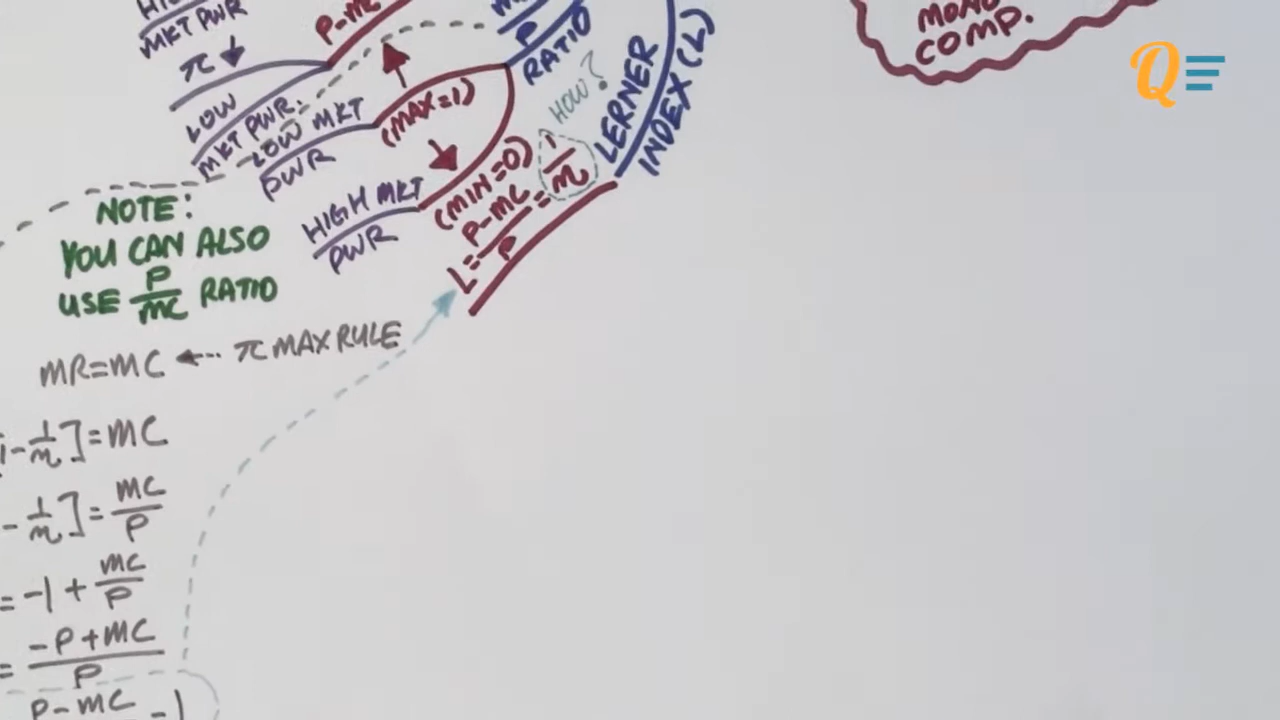 MKT PWR
π
LOW
MKT PWR.
P-MC
LOW MKT
PWR
(MAX=1)
P
RATIO
HOW?
LERNER
INDEX (L)
HIGH MKT
PWR
(MIN=0)
L= P-MC / P = 1/η
MONO
COMP.
Q
NOTE:
YOU CAN ALSO
USE P/MC RATIO
MR=MC ←--- π MAX RULE
1-1/η]=MC
- 1/η]= MC/P
= -1 + MC/P
= -P+MC / P
P-MC - 1